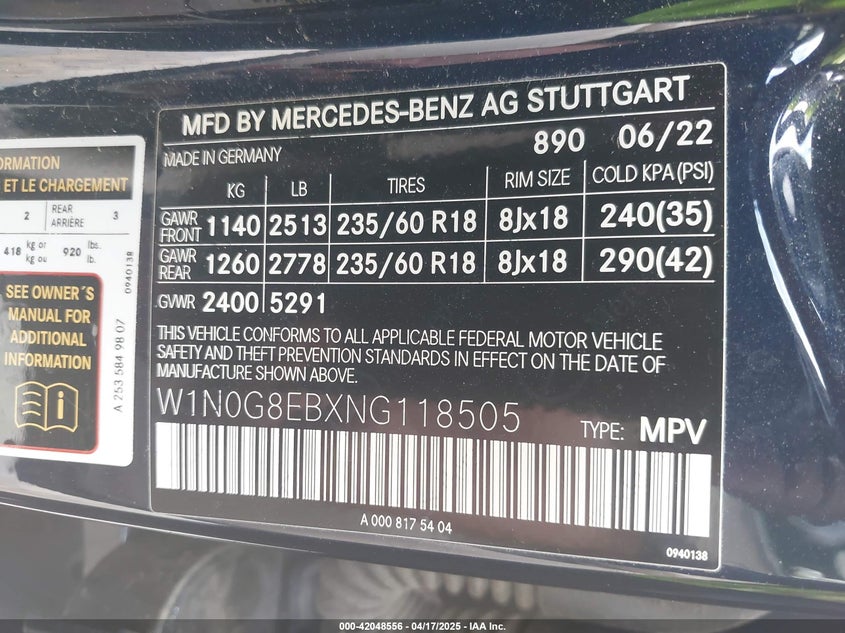 ORMATION
ET LE CHARGEMENT
2 REAR ARRIÈRE 3
418 kg or kg ou 920 lbs. lb.
SEE OWNER'S
MANUAL FOR
ADDITIONAL
INFORMATION
0940138
A 253 584 98 07
MFD BY MERCEDES-BENZ AG STUTTGART
MADE IN GERMANY 890 06/22
KG LB TIRES RIM SIZE COLD KPA (PSI)
GAWR FRONT 1140 2513 235/60 R18 8Jx18 240(35)
GAWR REAR 1260 2778 235/60 R18 8Jx18 290(42)
GVWR 2400 5291
THIS VEHICLE CONFORMS TO ALL APPLICABLE FEDERAL MOTOR VEHICLE
SAFETY AND THEFT PREVENTION STANDARDS IN EFFECT ON THE DATE OF
MANUFACTURE SHOWN ABOVE.
W1N0G8EBXNG118505
TYPE: MPV
A 000 817 54 04
0940138
000-42048556 - 04/17/2025 - IAA Inc.